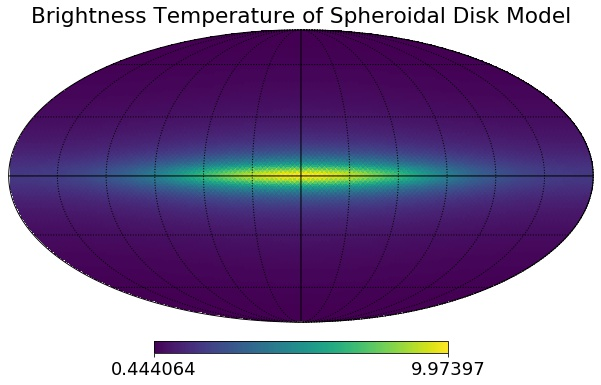 Brightness Temperature of Spheroidal Disk Model
0.444064 9.97397